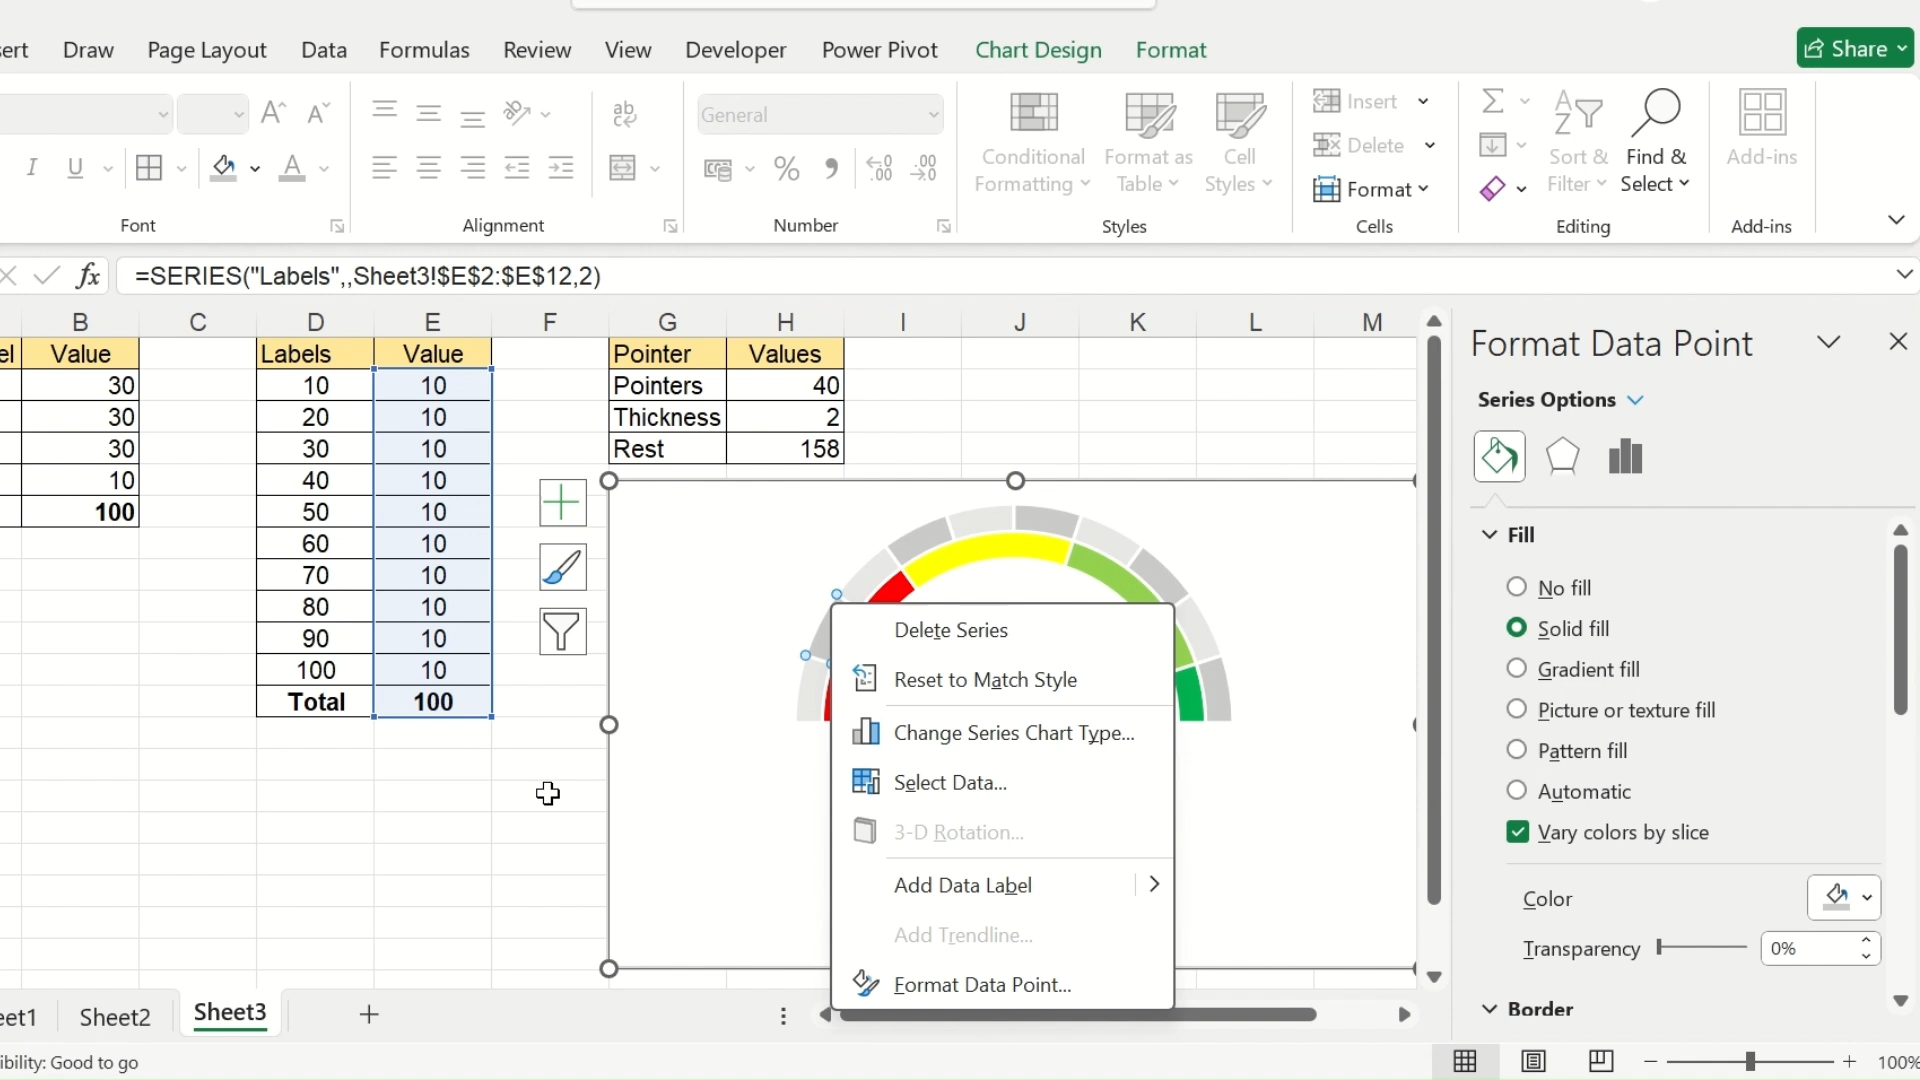 ert Draw Page Layout Data Formulas Review View Developer Power Pivot Chart Design Format Share
General
Conditional Formatting
Format as Table
Cell Styles
Insert
Delete
Format
Sort & Filter
Find & Select
Add-ins
Font Alignment Number Styles Cells Editing Add-ins
fx =SERIES("Labels",,Sheet3!$E$2:$E$12,2)
B C D E F G H I J K L M
el Value Labels Value Pointer Values
30 10 10 Pointers 40
30 20 10 Thickness 2
30 30 10 Rest 158
10 40 10
100 50 10
60 10
70 10
80 10
90 10
100 10
Total 100
Delete Series
Reset to Match Style
Change Series Chart Type...
Select Data...
3-D Rotation...
Add Data Label
Add Trendline...
Format Data Point...
Format Data Point
Series Options
Fill
No fill
Solid fill
Gradient fill
Picture or texture fill
Pattern fill
Automatic
Vary colors by slice
Color
Transparency 0%
Border
eet1 Sheet2 Sheet3
ibility: Good to go
100%